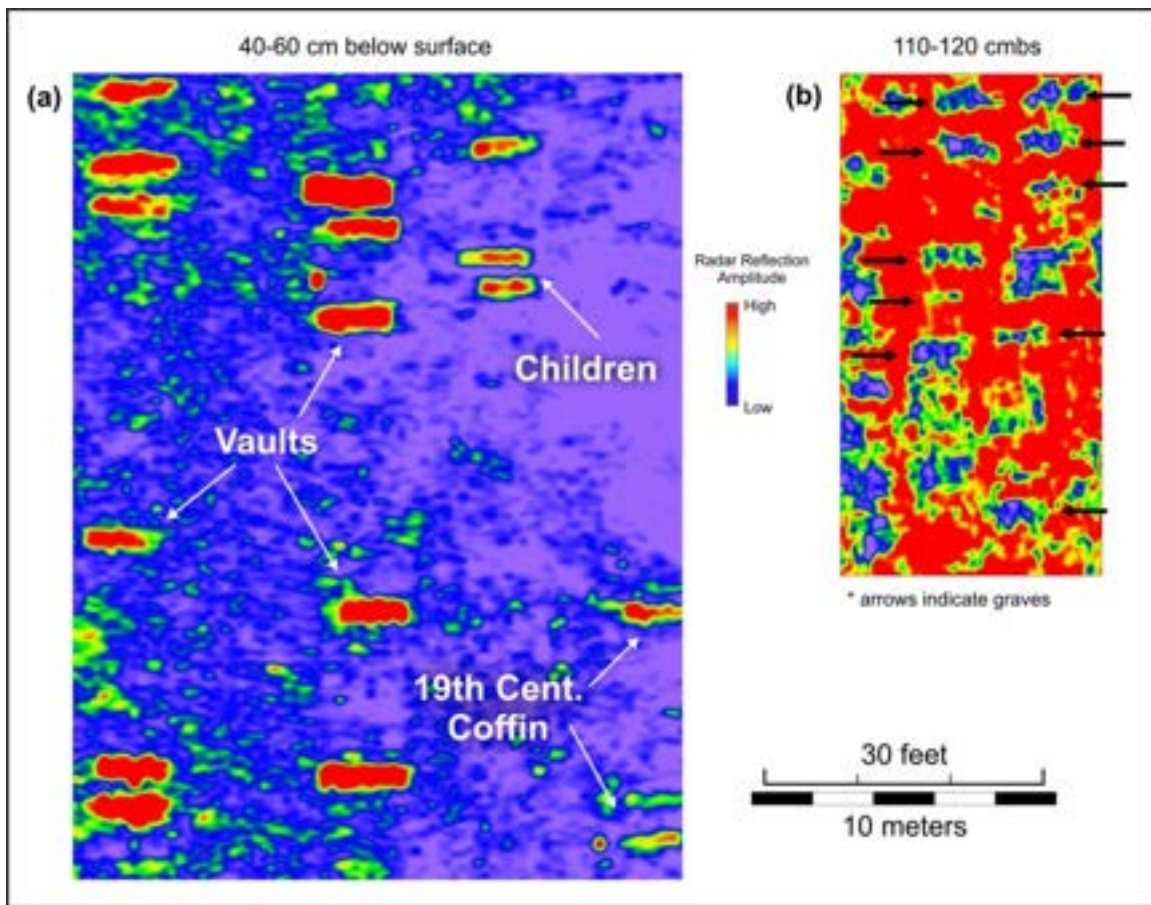 40-60 cm below surface
110-120 cmbs
(a)
(b)
Radar Reflection
Amplitude
High
Low
Children
Vaults
19th Cent.
Coffin
* arrows indicate graves
30 feet
10 meters